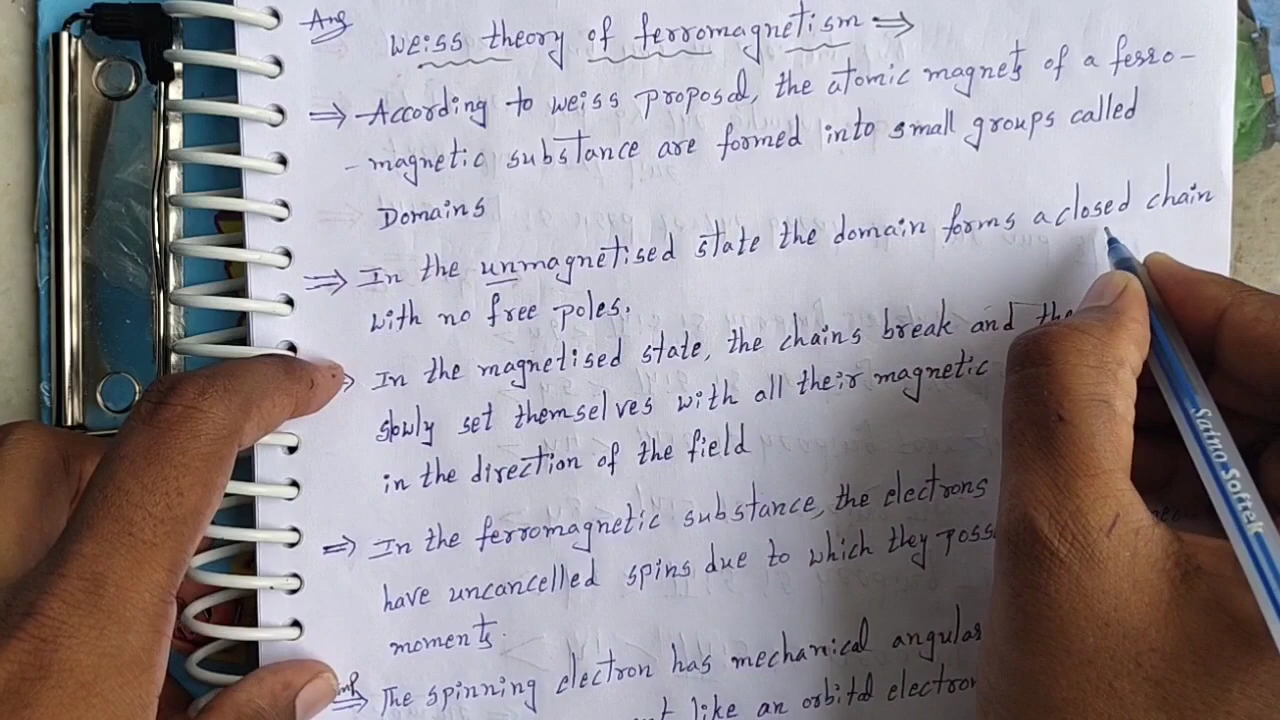 Ans
Weiss theory of ferromagnetism ⇒
⇒ According to weiss proposal, the atomic magnets of a ferro-
-magnetic substance are formed into small groups called
Domains
⇒ In the unmagnetised state the domain forms a closed chain
with no free poles.
⇒ In the magnetised state, the chains break and the
slowly set themselves with all their magnetic
in the direction of the field
⇒ In the ferromagnetic substance, the electrons
have uncancelled spins due to which they poss
moments.
Imp
⇒ The spinning electron has mechanical angular
like an orbital electron
Satno Softek